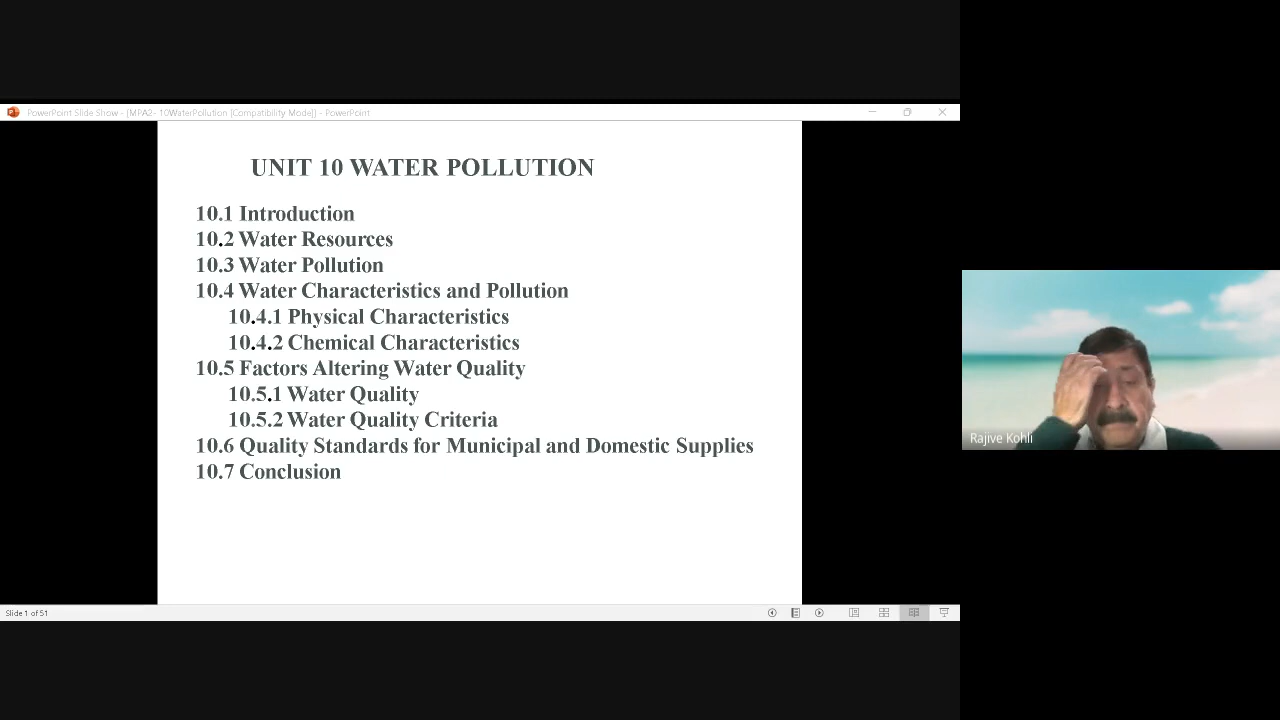 PowerPoint Slide Show - [MPA2- 10WaterPollution [Compatibility Mode]] - PowerPoint
UNIT 10 WATER POLLUTION
10.1 Introduction
10.2 Water Resources
10.3 Water Pollution
10.4 Water Characteristics and Pollution
10.4.1 Physical Characteristics
10.4.2 Chemical Characteristics
10.5 Factors Altering Water Quality
10.5.1 Water Quality
10.5.2 Water Quality Criteria
10.6 Quality Standards for Municipal and Domestic Supplies
10.7 Conclusion
Slide 1 of 51
Rajive Kohli